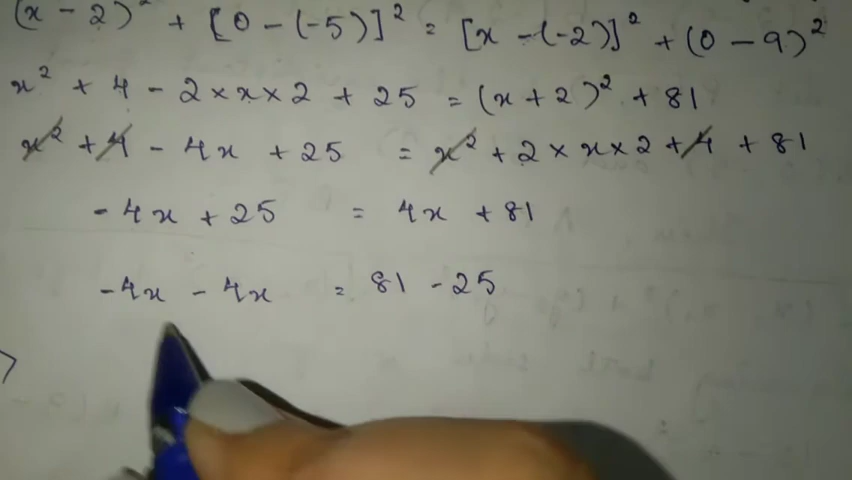 (x - 2)² + [0 - (-5)]² = [x - (-2)]² + (0 - 9)²
x² + 4 - 2 × x × 2 + 25 = (x + 2)² + 81
x² + 4 - 4x + 25 = x² + 2 × x × 2 + 4 + 81
-4x + 25 = 4x + 81
-4x - 4x = 81 - 25